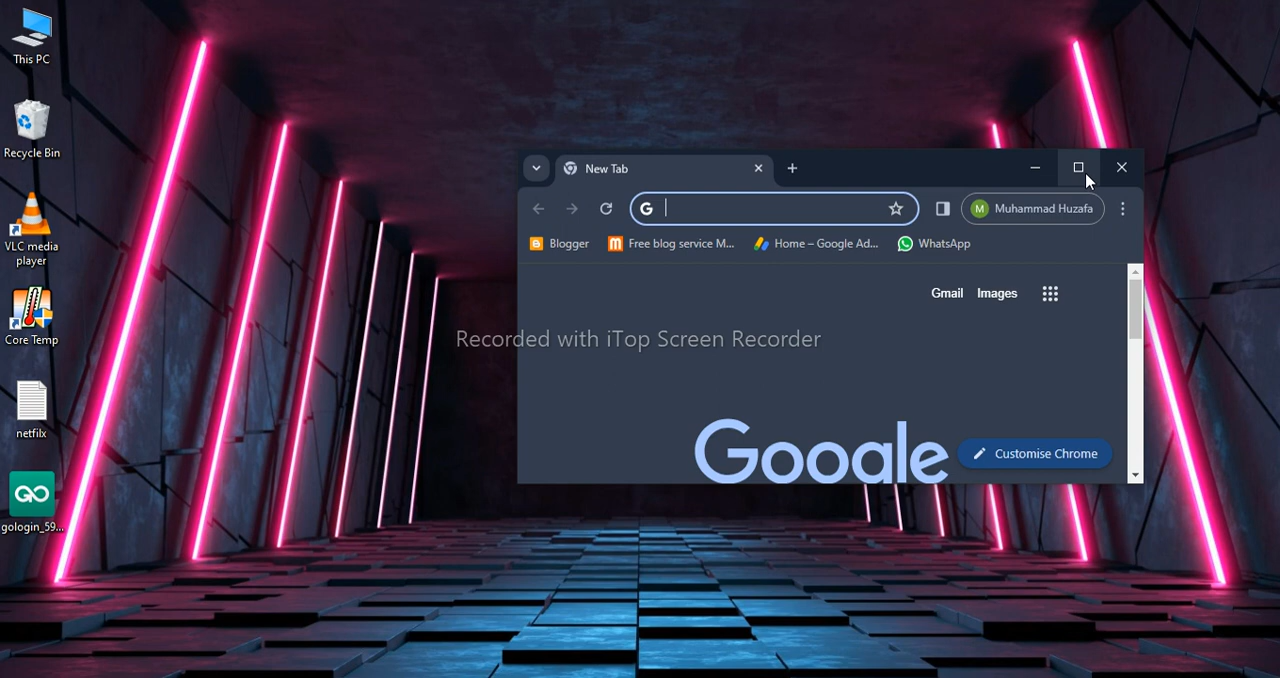 This PC
Recycle Bin
VLC media
player
Core Temp
netfilx
GO
gologin_59...
New Tab
G
M Muhammad Huzafa
Blogger
Free blog service M...
Home – Google Ad...
WhatsApp
Gmail Images
Recorded with iTop Screen Recorder
Google
Customise Chrome